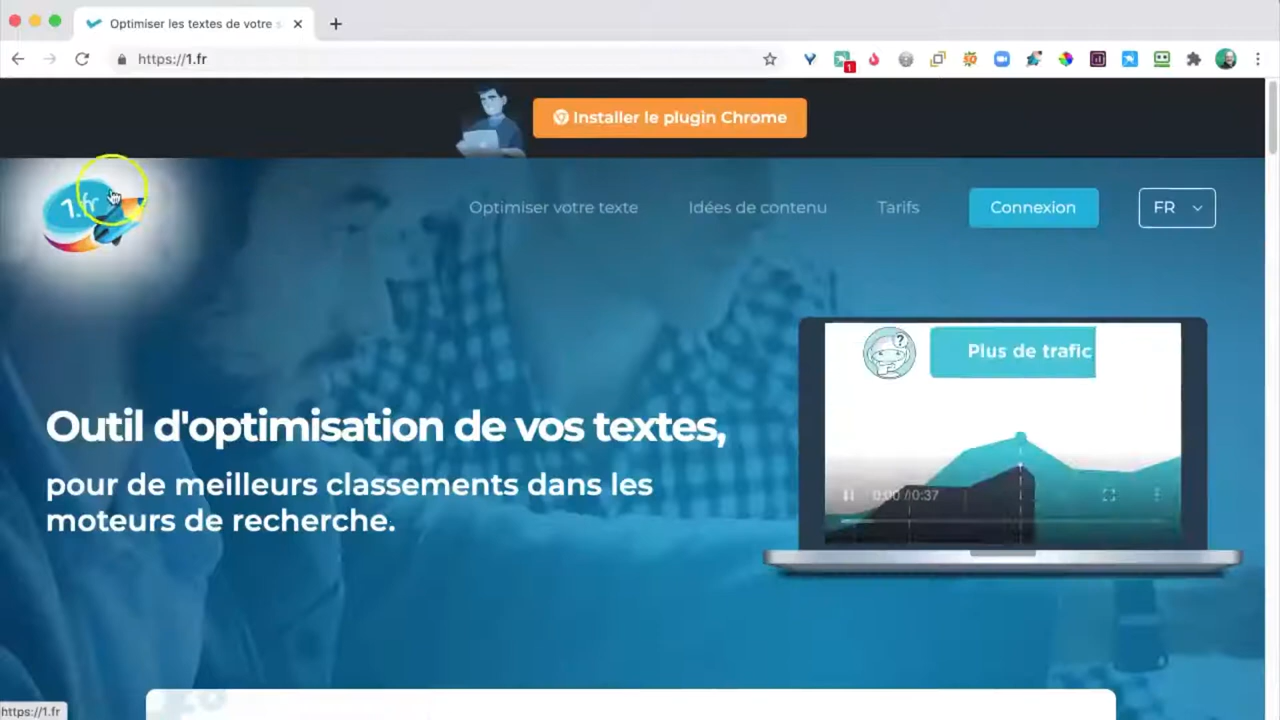 Optimiser les textes de votre s
https://1.fr
1
Installer le plugin Chrome
1.fr
Optimiser votre texte
Idées de contenu
Tarifs
Connexion
FR
?
Plus de trafic
Outil d'optimisation de vos textes,
pour de meilleurs classements dans les
moteurs de recherche.
0:00 / 0:37
https://1.fr